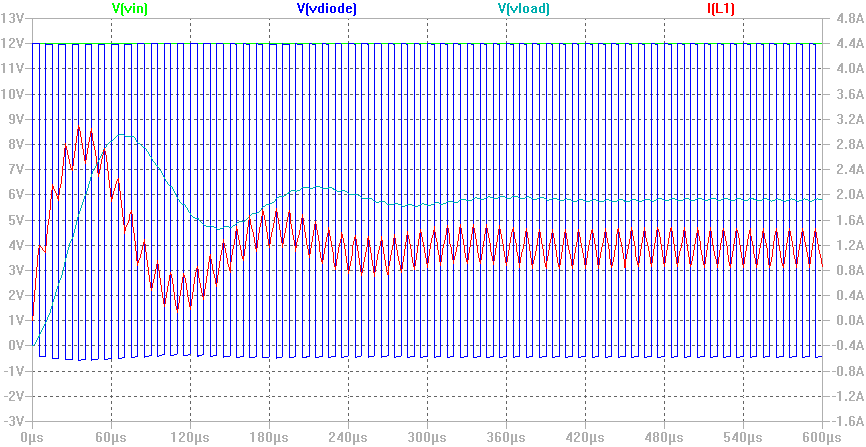 V(vin) V(vdiode) V(vload) I(L1)
13V 4.8A
12V 4.4A
11V 4.0A
10V 3.6A
9V 3.2A
8V 2.8A
7V 2.4A
6V 2.0A
5V 1.6A
4V 1.2A
3V 0.8A
2V 0.4A
1V 0.0A
0V -0.4A
-1V -0.8A
-2V -1.2A
-3V -1.6A
0µs 60µs 120µs 180µs 240µs 300µs 360µs 420µs 480µs 540µs 600µs